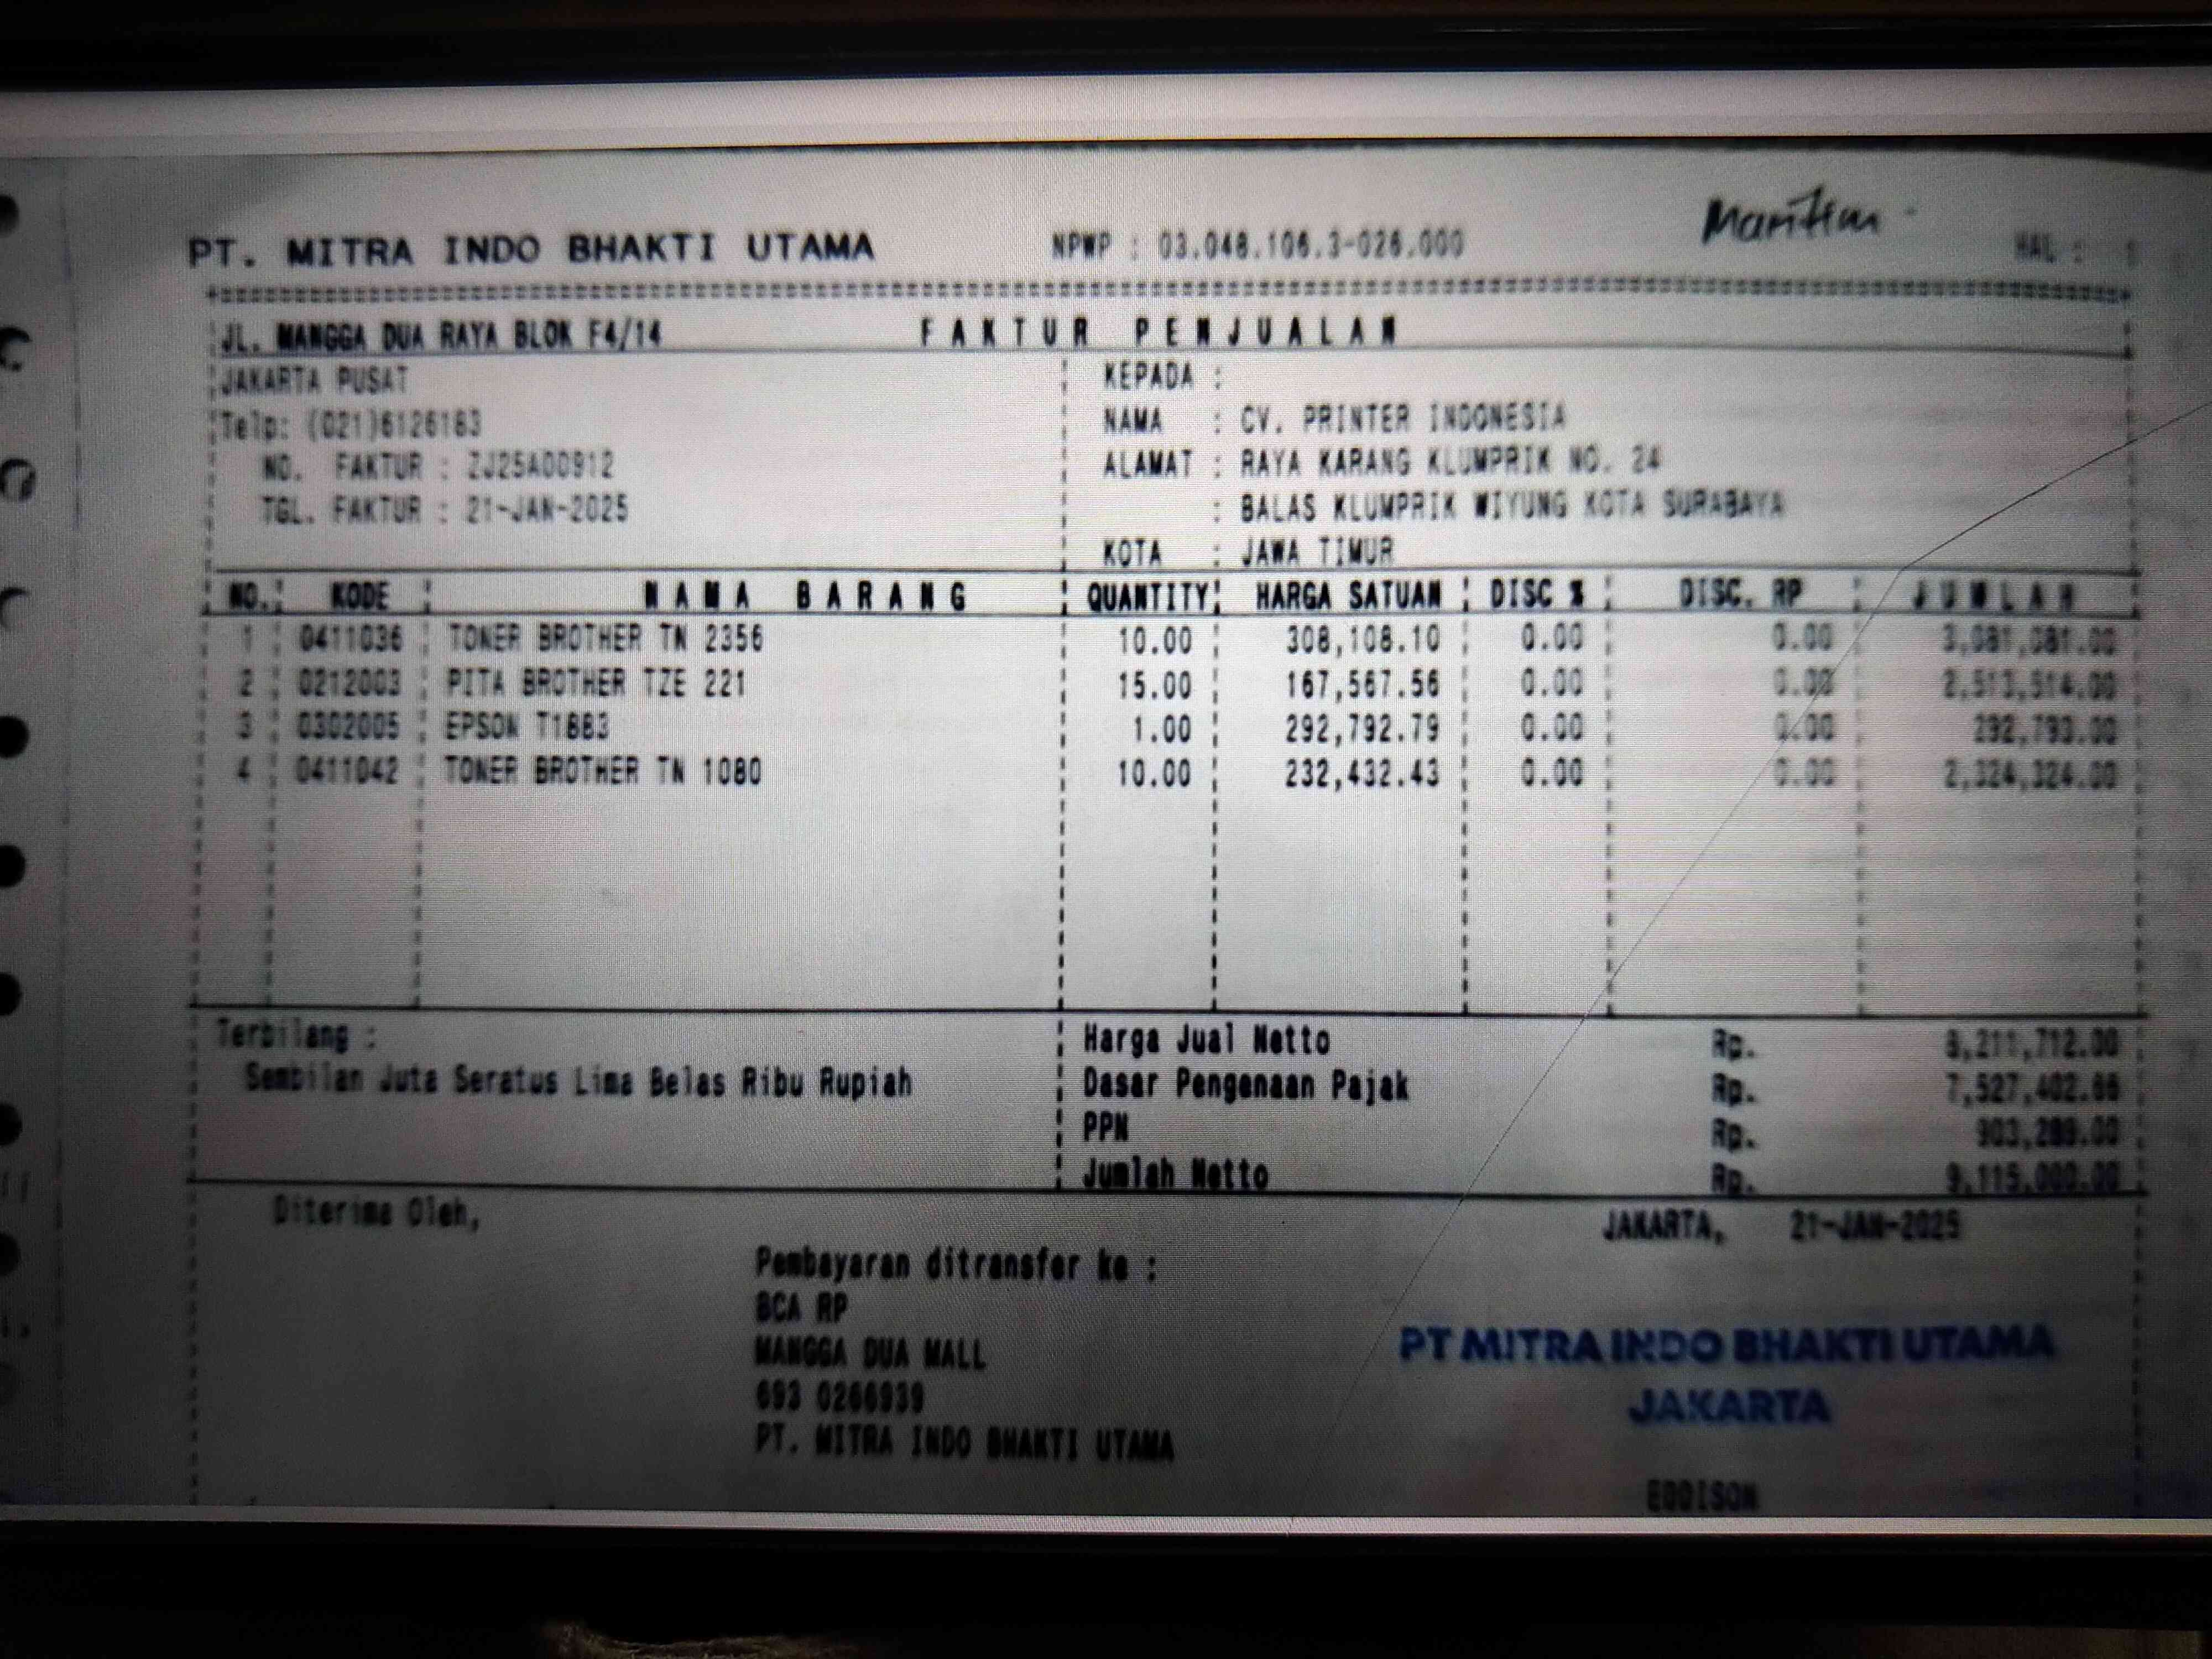 Maritim
PT. MITRA INDO BHAKTI UTAMA NPWP : 03.048.106.3-026.000 HAL : 1
JL. MANGGA DUA RAYA BLOK F4/14 FAKTUR PENJUALAN
JAKARTA PUSAT KEPADA :
Telp: (021)6126183 NAMA : CV. PRINTER INDONESIA
NO. FAKTUR : ZJ25A00912 ALAMAT : RAYA KARANG KLUMPRIK NO. 24
TGL. FAKTUR : 21-JAN-2025 : BALAS KLUMPRIK WIYUNG KOTA SURABAYA
KOTA : JAWA TIMUR
NO. KODE NAMA BARANG QUANTITY HARGA SATUAN DISC % DISC. RP JUMLAH
1 0411036 TONER BROTHER TN 2356 10.00 308,108.10 0.00 0.00 3,081,081.00
2 0212003 PITA BROTHER TZE 221 15.00 167,567.56 0.00 0.00 2,513,514.00
3 0302005 EPSON T1883 1.00 292,792.79 0.00 0.00 292,793.00
4 0411042 TONER BROTHER TN 1080 10.00 232,432.43 0.00 0.00 2,324,324.00
Terbilang : Harga Jual Netto Rp. 8,211,712.00
Sembilan Juta Seratus Lima Belas Ribu Rupiah Dasar Pengenaan Pajak Rp. 7,527,402.66
PPN Rp. 903,288.00
Jumlah Netto Rp. 9,115,000.00
Diterima Oleh, JAKARTA, 21-JAN-2025
Pembayaran ditransfer ke :
BCA RP
MANGGA DUA MALL
693 0266939
PT. MITRA INDO BHAKTI UTAMA
PT MITRA INDO BHAKTI UTAMA
JAKARTA
EDDISON